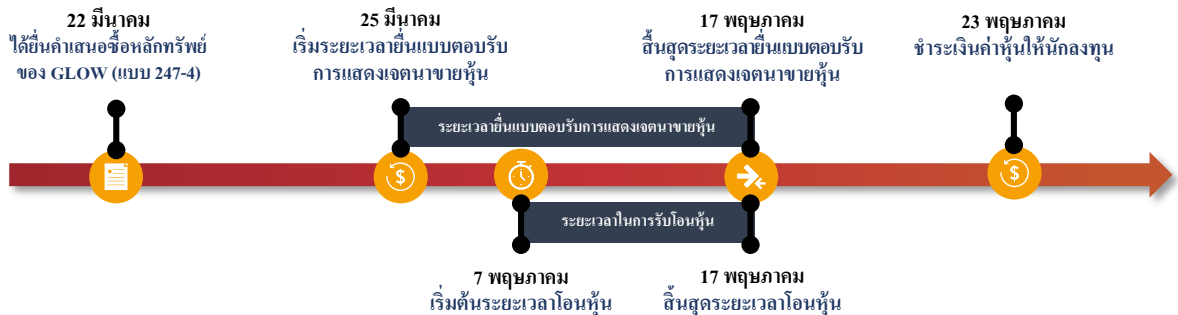 22 มีนาคม
ได้ยื่นคำเสนอซื้อหลักทรัพย์
ของ GLOW (แบบ 247-4)
25 มีนาคม
เริ่มระยะเวลายื่นแบบตอบรับ
การแสดงเจตนาขายหุ้น
17 พฤษภาคม
สิ้นสุดระยะเวลายื่นแบบตอบรับ
การแสดงเจตนาขายหุ้น
23 พฤษภาคม
ชำระเงินค่าหุ้นให้นักลงทุน
ระยะเวลายื่นแบบตอบรับการแสดงเจตนาขายหุ้น
$
$
ระยะเวลาในการรับโอนหุ้น
7 พฤษภาคม
เริ่มต้นระยะเวลาโอนหุ้น
17 พฤษภาคม
สิ้นสุดระยะเวลาโอนหุ้น